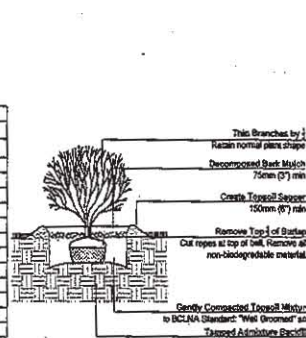 Thin Branches by
Retain normal plant shape
Decomposed Bark Mulch
75mm (3") min
Create Topsoil Saucer
150mm (6") min
Remove Top of Burlap
Cut ropes at top of ball, Remove all
non-biodegradable material
Gently Compacted Topsoil Mixture
to BCLNA Standard: "Well Groomed"
Tamped Admixture Backfill